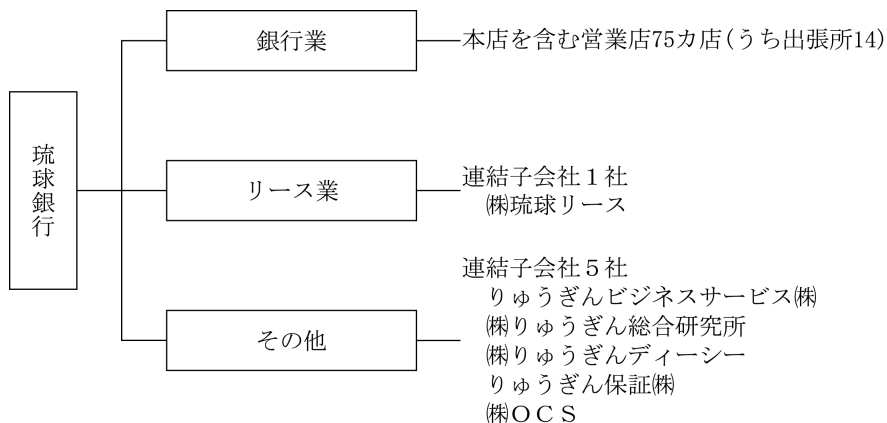 琉球銀行
銀行業
本店を含む営業店75カ店(うち出張所14)
リース業
連結子会社1社
㈱琉球リース
その他
連結子会社5社
りゅうぎんビジネスサービス㈱
㈱りゅうぎん総合研究所
㈱りゅうぎんディーシー
りゅうぎん保証㈱
㈱OCS